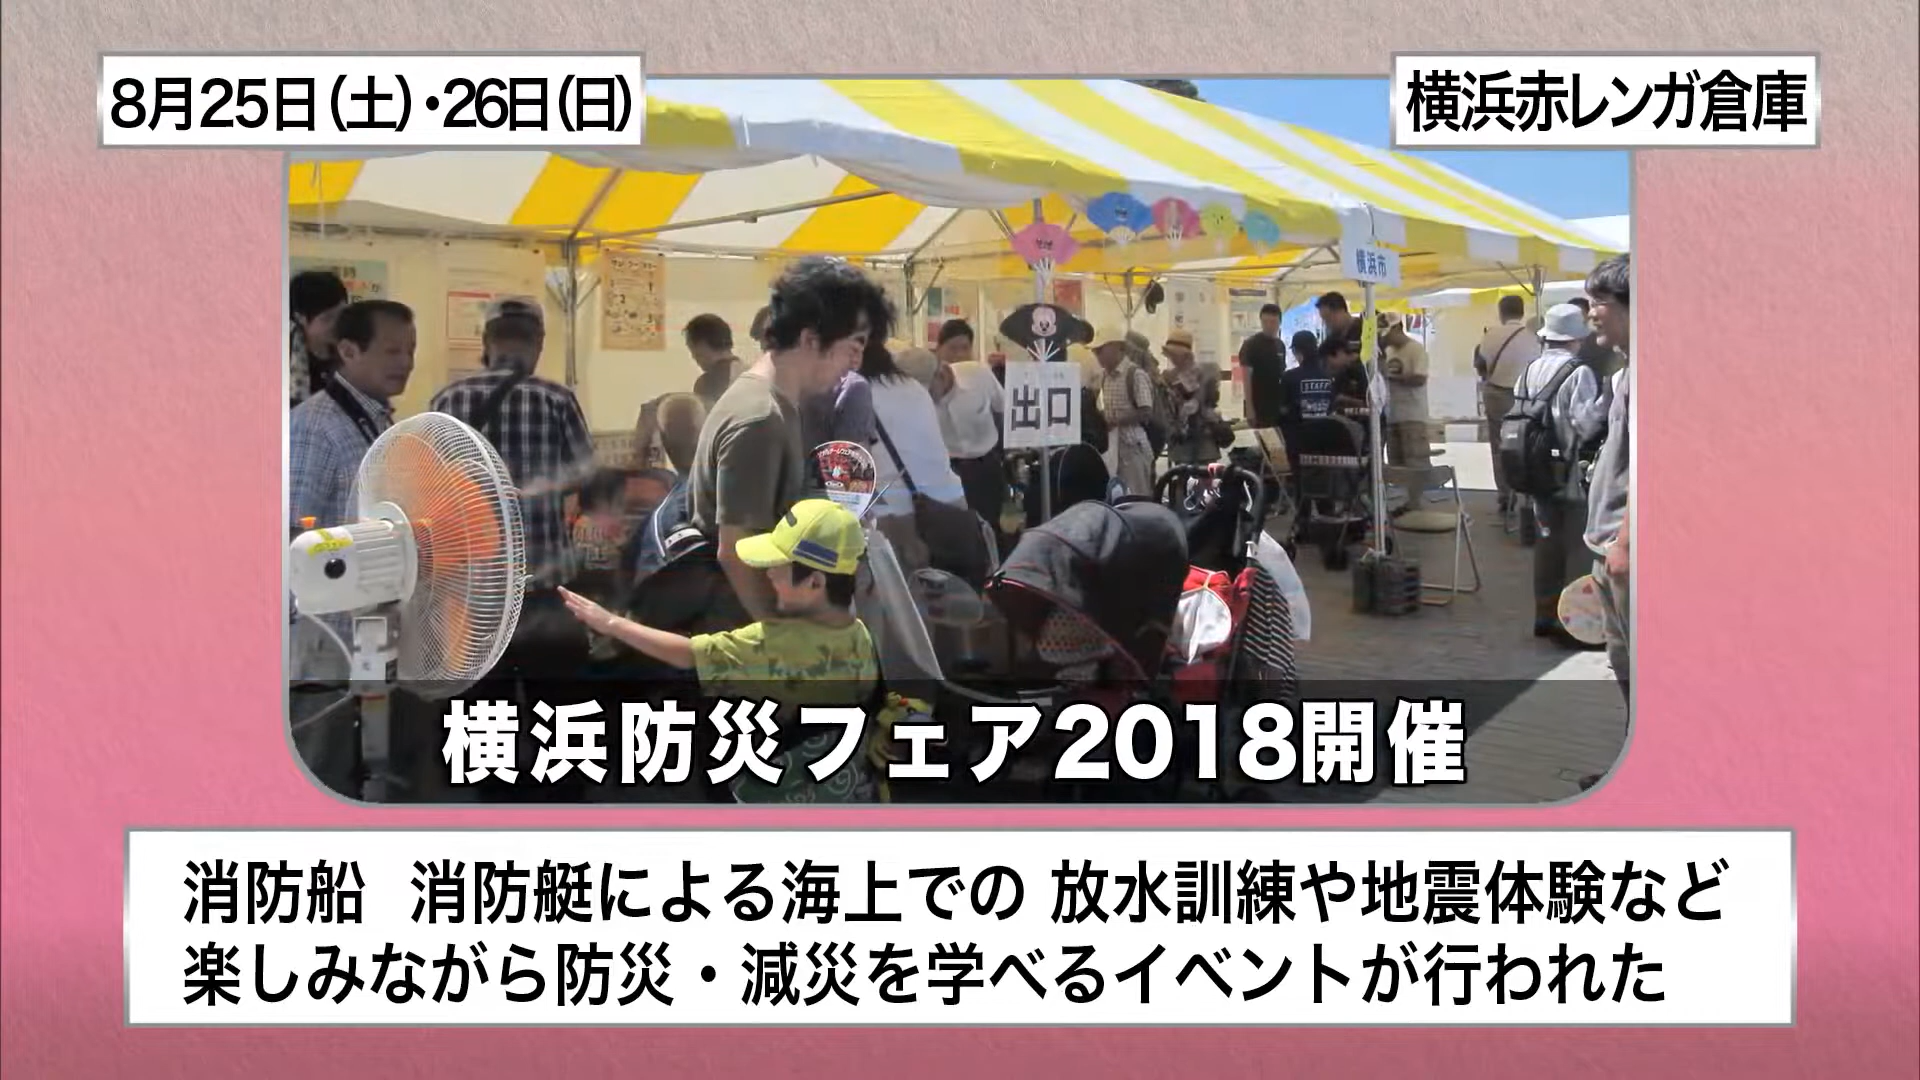 8月25日(土)・26日(日)
横浜赤レンガ倉庫
横浜市
出口
STAFF
横浜防災フェア2018開催
消防船 消防艇による海上での 放水訓練や地震体験など
楽しみながら防災・減災を学べるイベントが行われた